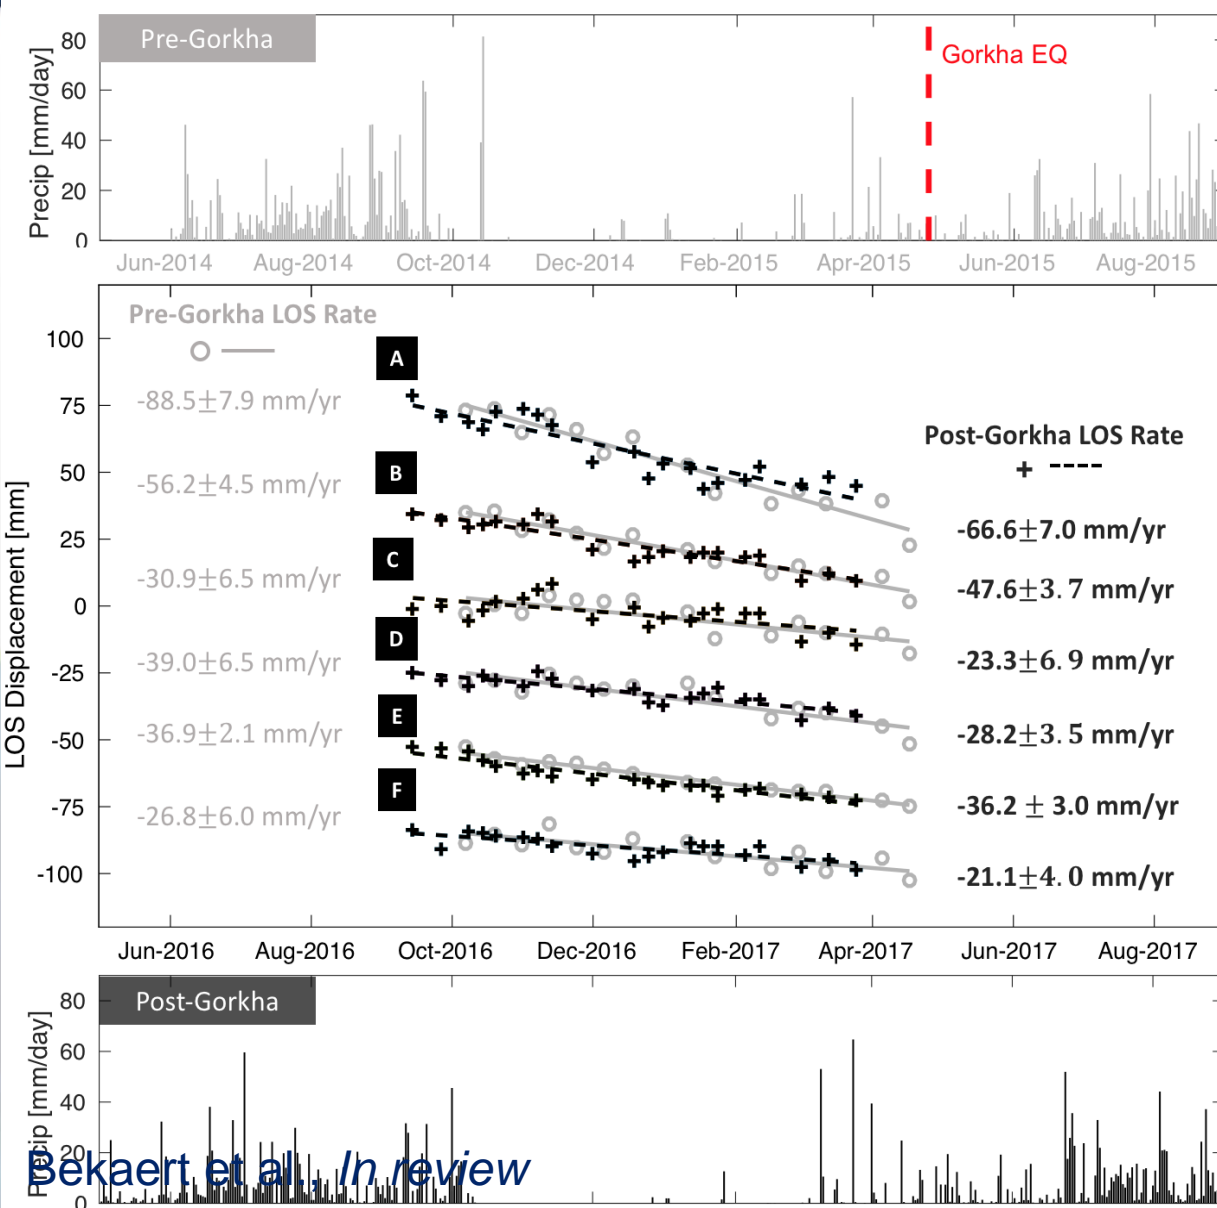 Pre-Gorkha
Gorkha EQ
Precip [mm/day]
80
60
40
20
0
Jun-2014 Aug-2014 Oct-2014 Dec-2014 Feb-2015 Apr-2015 Jun-2015 Aug-2015
Pre-Gorkha LOS Rate
-88.5±7.9 mm/yr
-56.2±4.5 mm/yr
-30.9±6.5 mm/yr
-39.0±6.5 mm/yr
-36.9±2.1 mm/yr
-26.8±6.0 mm/yr
LOS Displacement [mm]
100
75
50
25
0
-25
-50
-75
-100
A
B
C
D
E
F
Post-Gorkha LOS Rate
-66.6±7.0 mm/yr
-47.6±3.7 mm/yr
-23.3±6.9 mm/yr
-28.2±3.5 mm/yr
-36.2 ± 3.0 mm/yr
-21.1±4.0 mm/yr
Jun-2016 Aug-2016 Oct-2016 Dec-2016 Feb-2017 Apr-2017 Jun-2017 Aug-2017
Post-Gorkha
Precip [mm/day]
80
60
40
20
0
Bekaert et al., In review